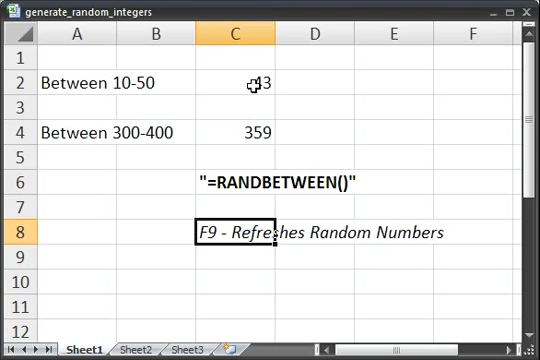 generate_random_integers
A B C D E F
1
2 Between 10-50 43
3
4 Between 300-400 359
5
6 "=RANDBETWEEN()"
7
8 F9 - Refreshes Random Numbers
9
10
11
12
Sheet1 Sheet2 Sheet3